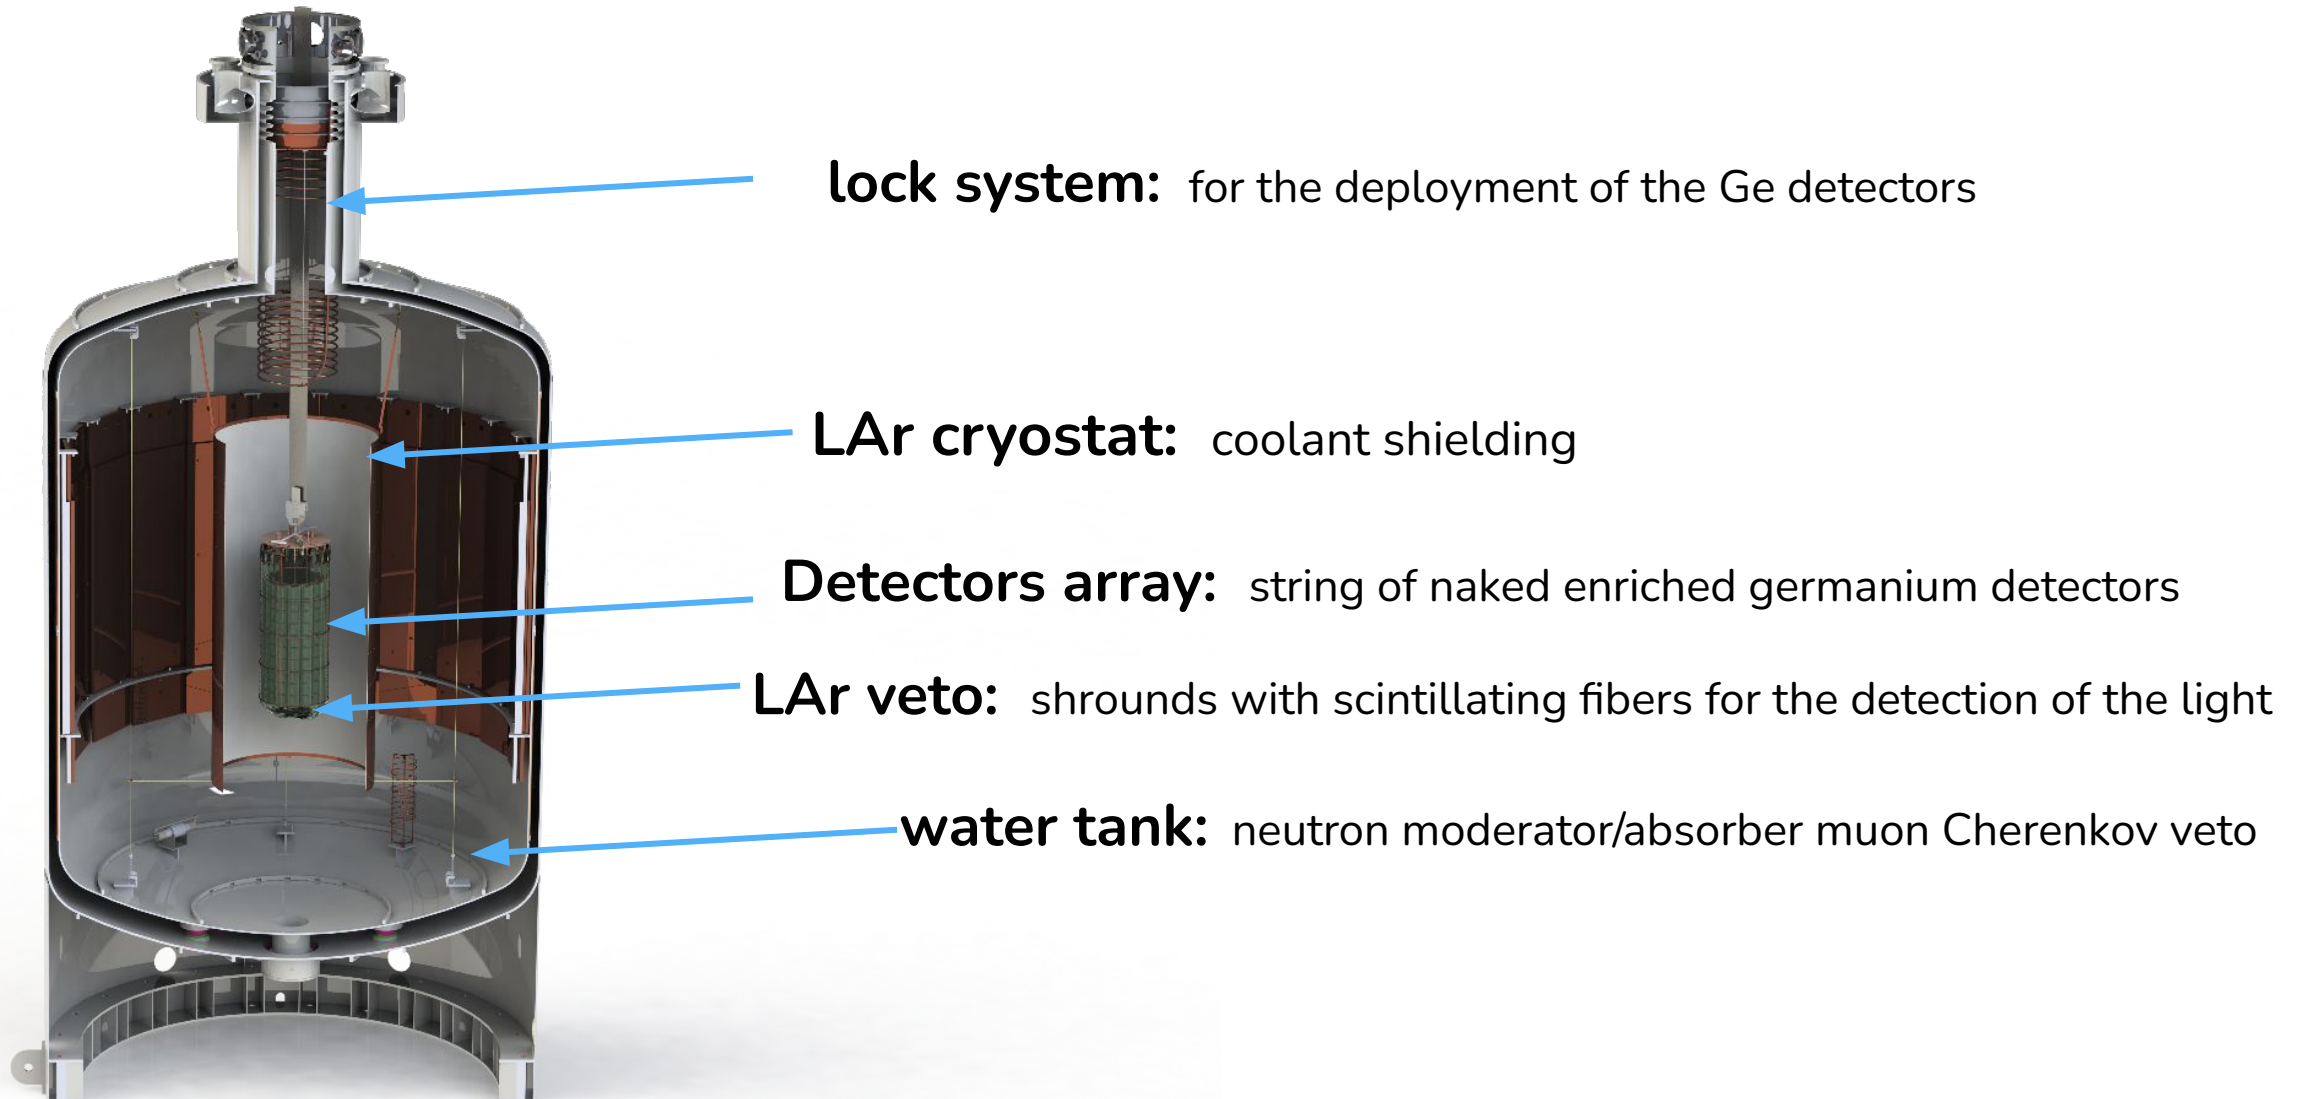 lock system: for the deployment of the Ge detectors
LAr cryostat: coolant shielding
Detectors array: string of naked enriched germanium detectors
LAr veto: shrounds with scintillating fibers for the detection of the light
water tank: neutron moderator/absorber muon Cherenkov veto